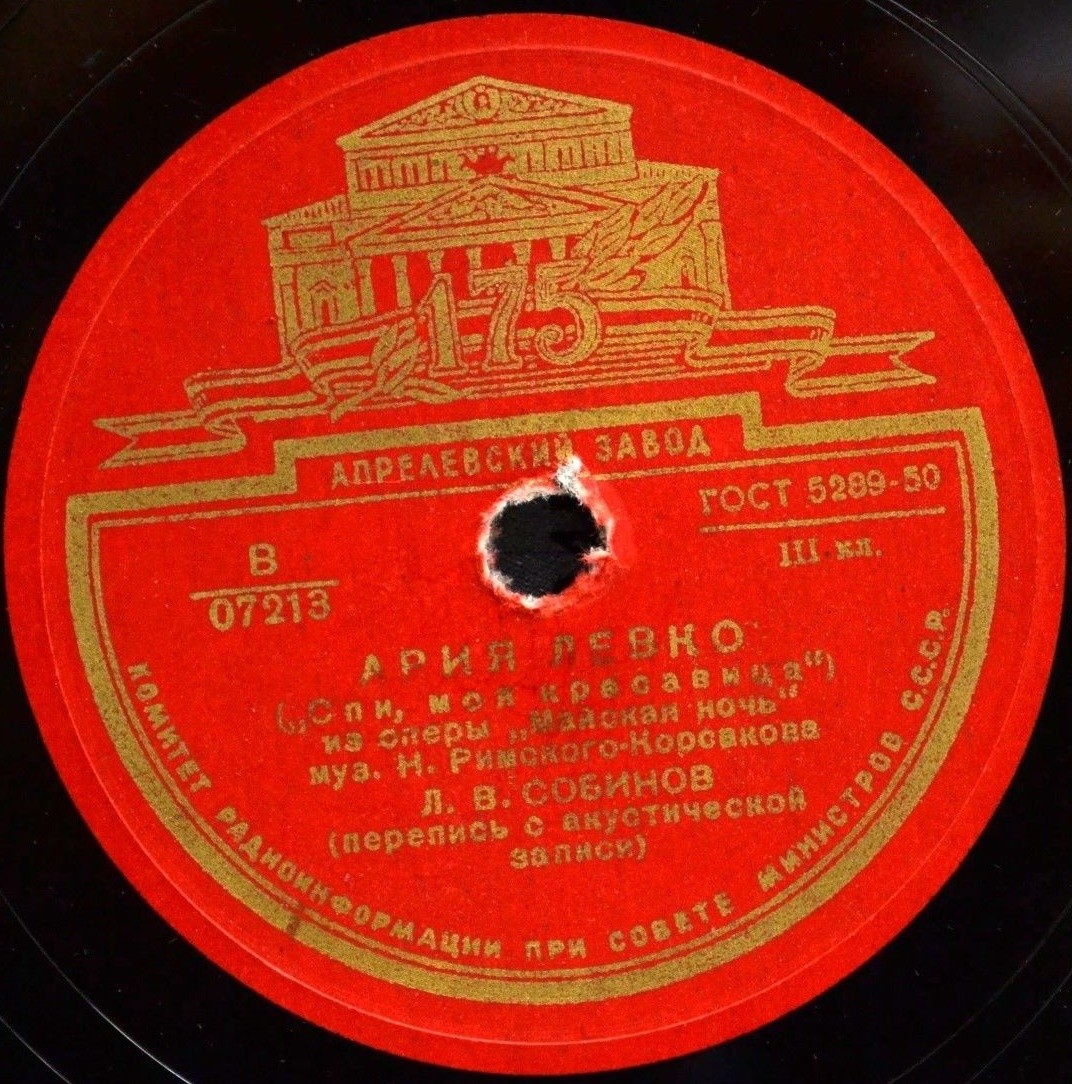 175
АПРЕЛЕВСКИЙ ЗАВОД
ГОСТ 5289-50
III кл.
В
07213
АРИЯ ЛЕВКО
(„Спи, моя красавица“)
из оперы „Майская ночь“
муз. Н. Римского-Корсакова
Л. В. СОБИНОВ
(перепись с акустической
записи)
КОМИТЕТ РАДИОИНФОРМАЦИИ ПРИ СОВЕТЕ МИНИСТРОВ С.С.С.Р.